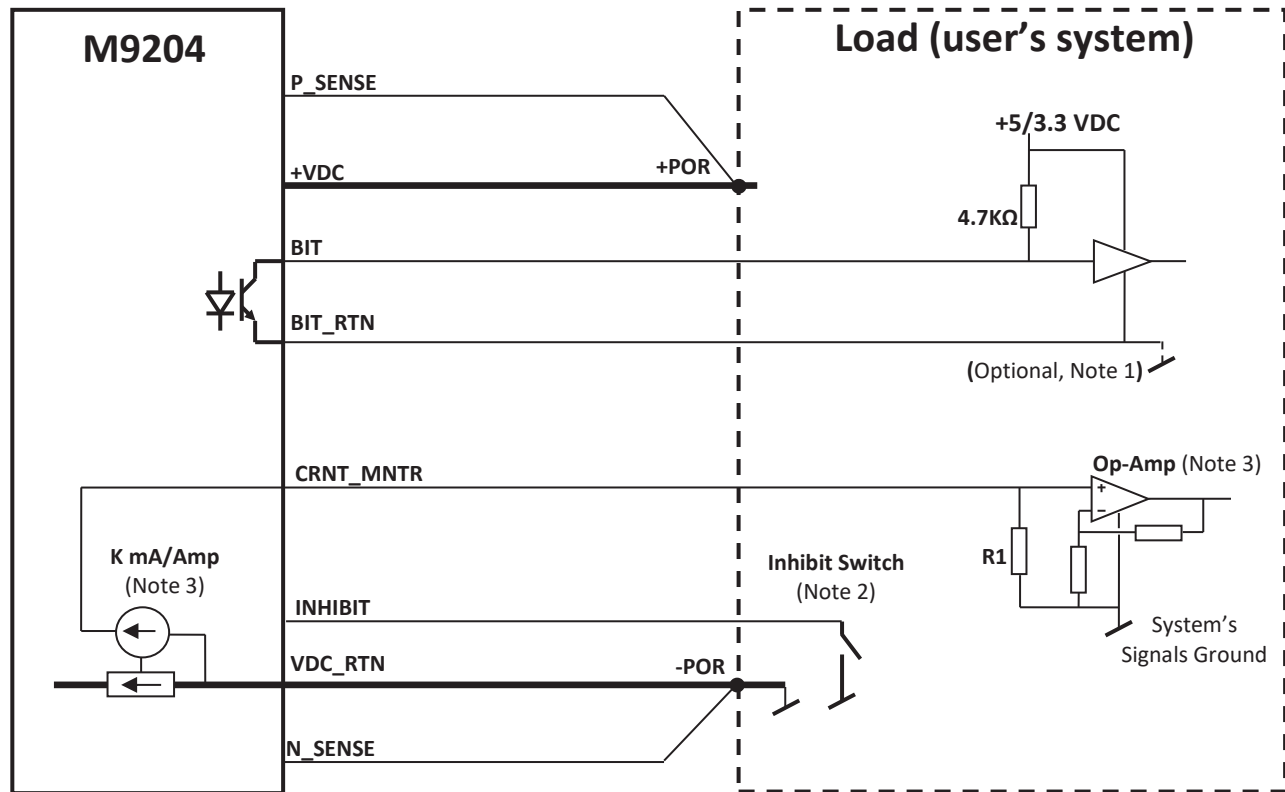 M9204
Load (user's system)
P_SENSE
+5/3.3 VDC
+VDC
+POR
4.7KΩ
BIT
BIT_RTN
(Optional, Note 1)
CRNT_MNTR
Op-Amp (Note 3)
+
−
K mA/Amp
(Note 3)
R1
Inhibit Switch
(Note 2)
INHIBIT
System's
Signals Ground
VDC_RTN
-POR
N_SENSE